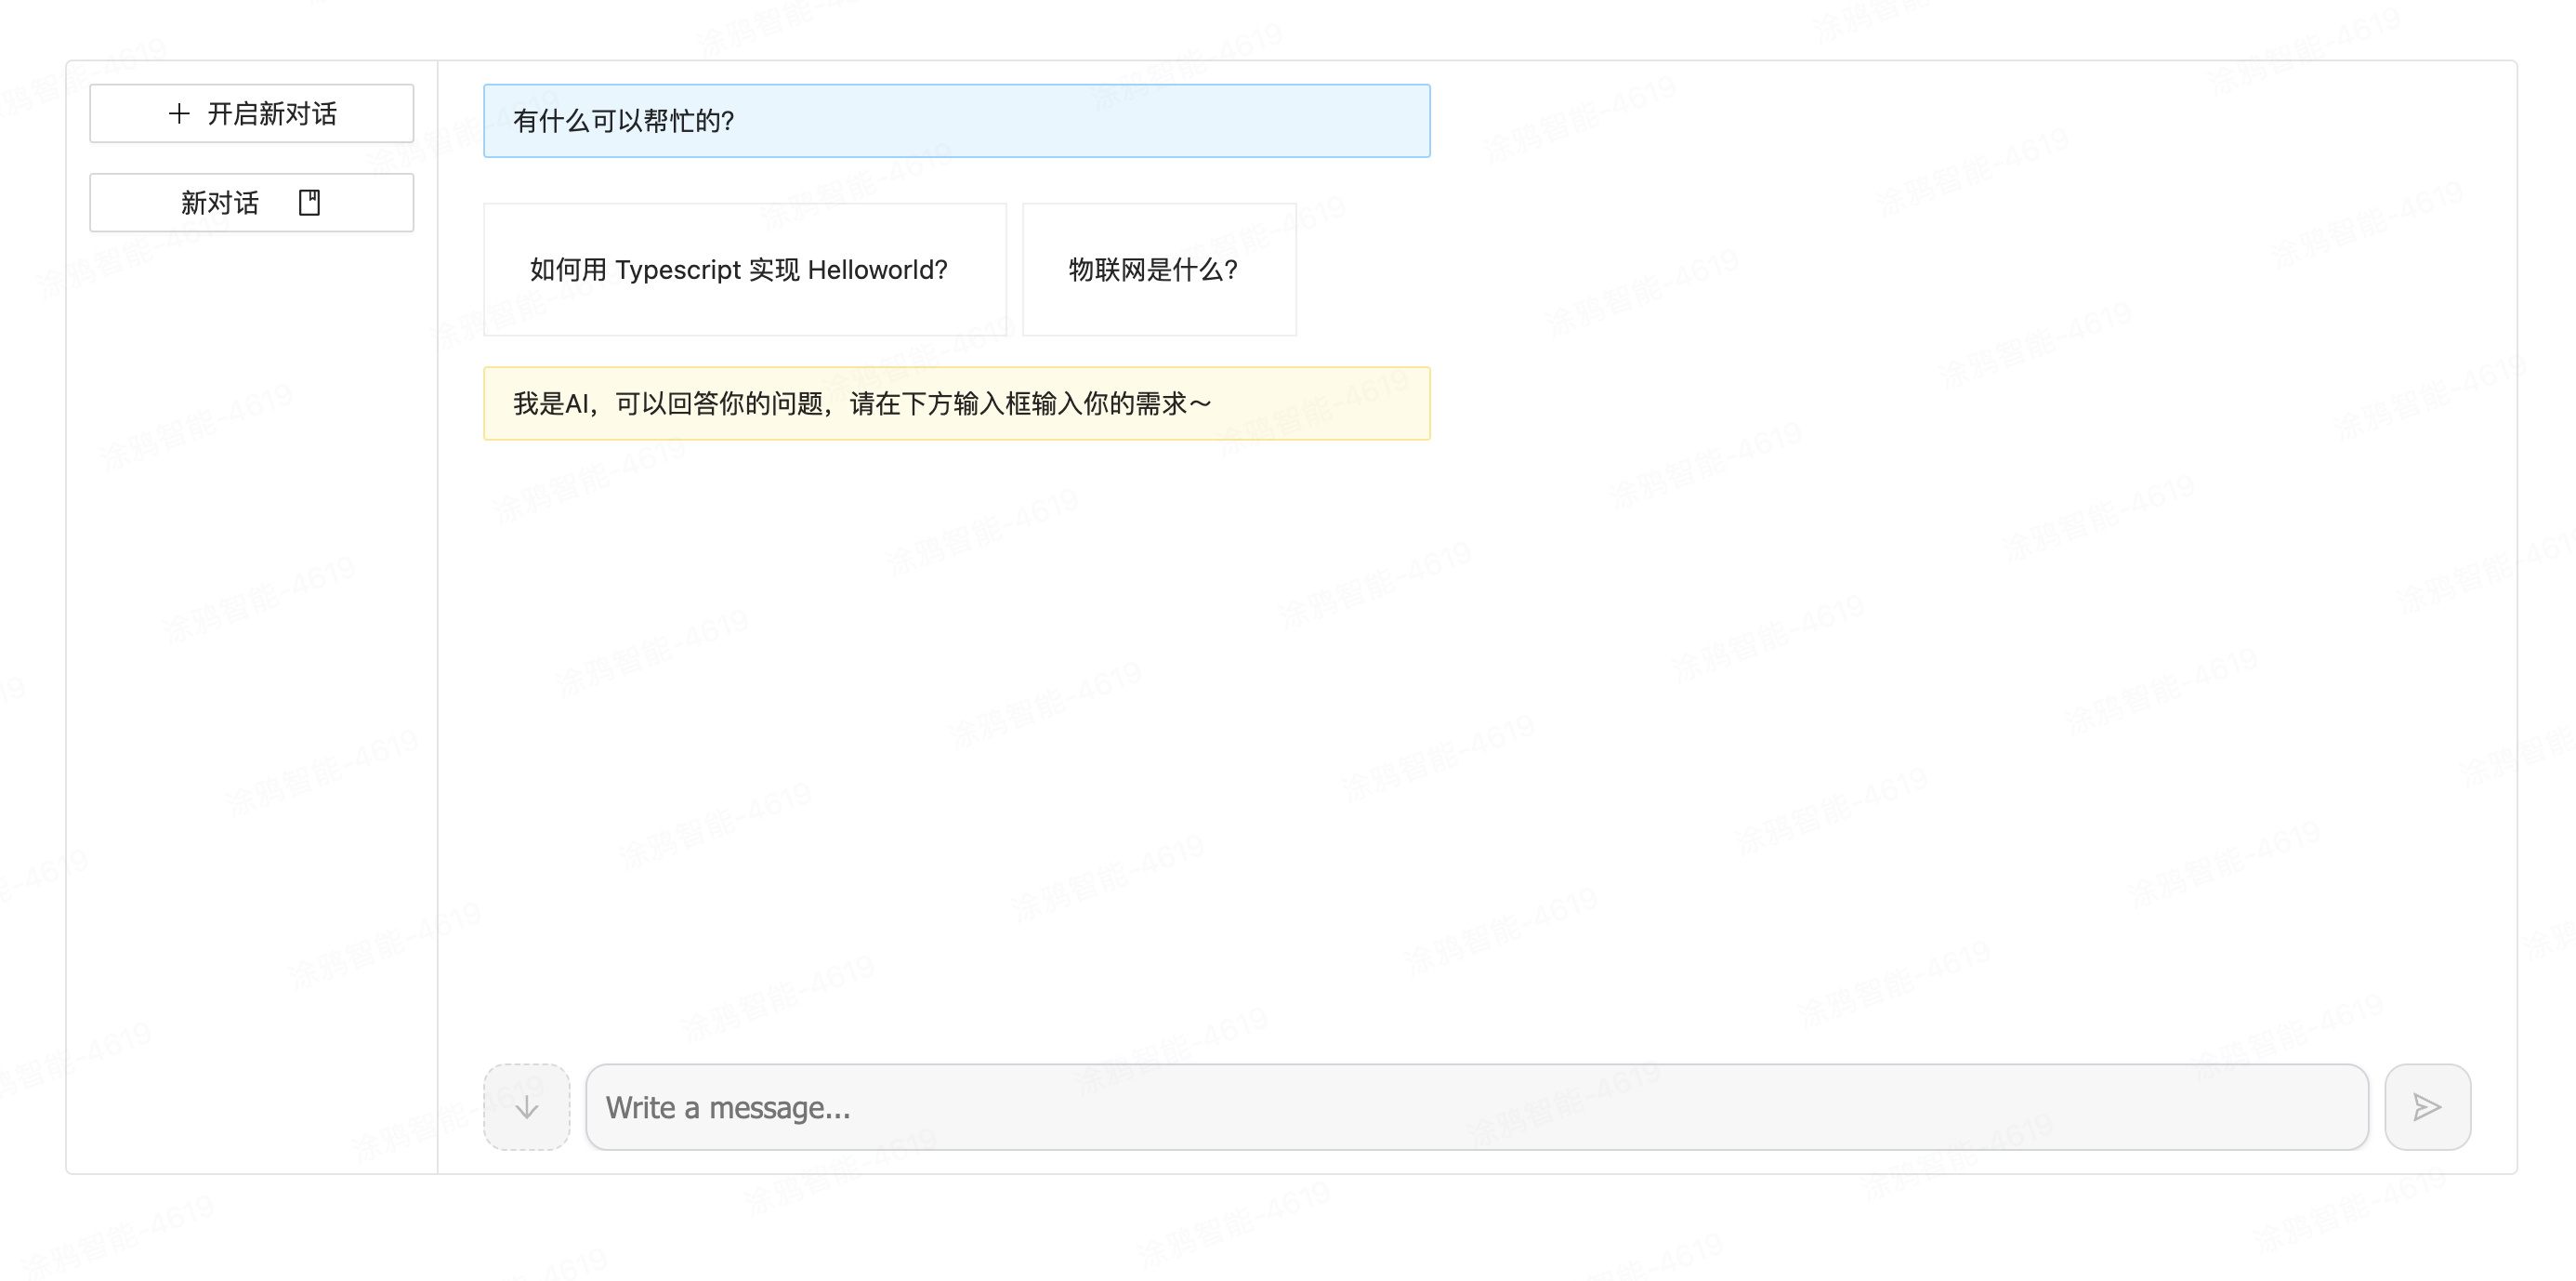 开启新对话
新对话
有什么可以帮忙的?
如何用 Typescript 实现 Helloworld?
物联网是什么?
我是AI，可以回答你的问题，请在下方输入框输入你的需求～
Write a message...
涂鸦智能-4619